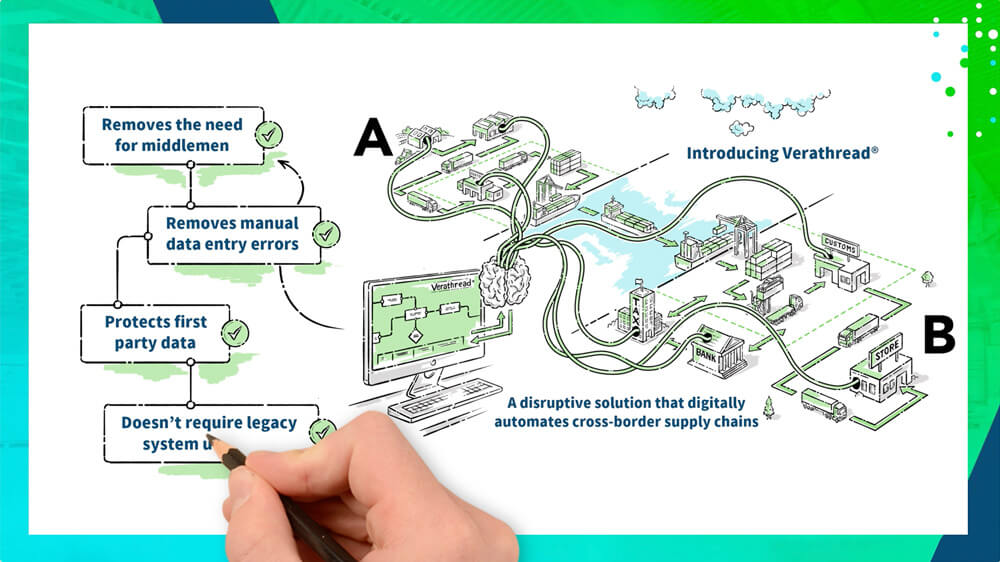 Removes the need
for middlemen
Removes manual
data entry errors
Protects first
party data
Doesn't require legacy
system u
A
Introducing Verathread®
Verathread
CUSTOMS
TAX
BANK
STORE
B
A disruptive solution that digitally
automates cross-border supply chains